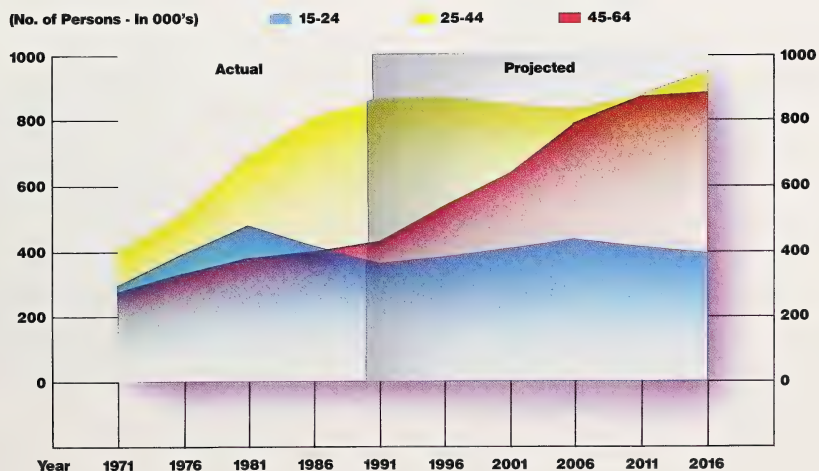 (No. of Persons - In 000's) 15-24 25-44 45-64
Actual Projected
1000 1000
800 800
600 600
400 400
200 200
0 0
Year 1971 1976 1981 1986 1991 1996 2001 2006 2011 2016